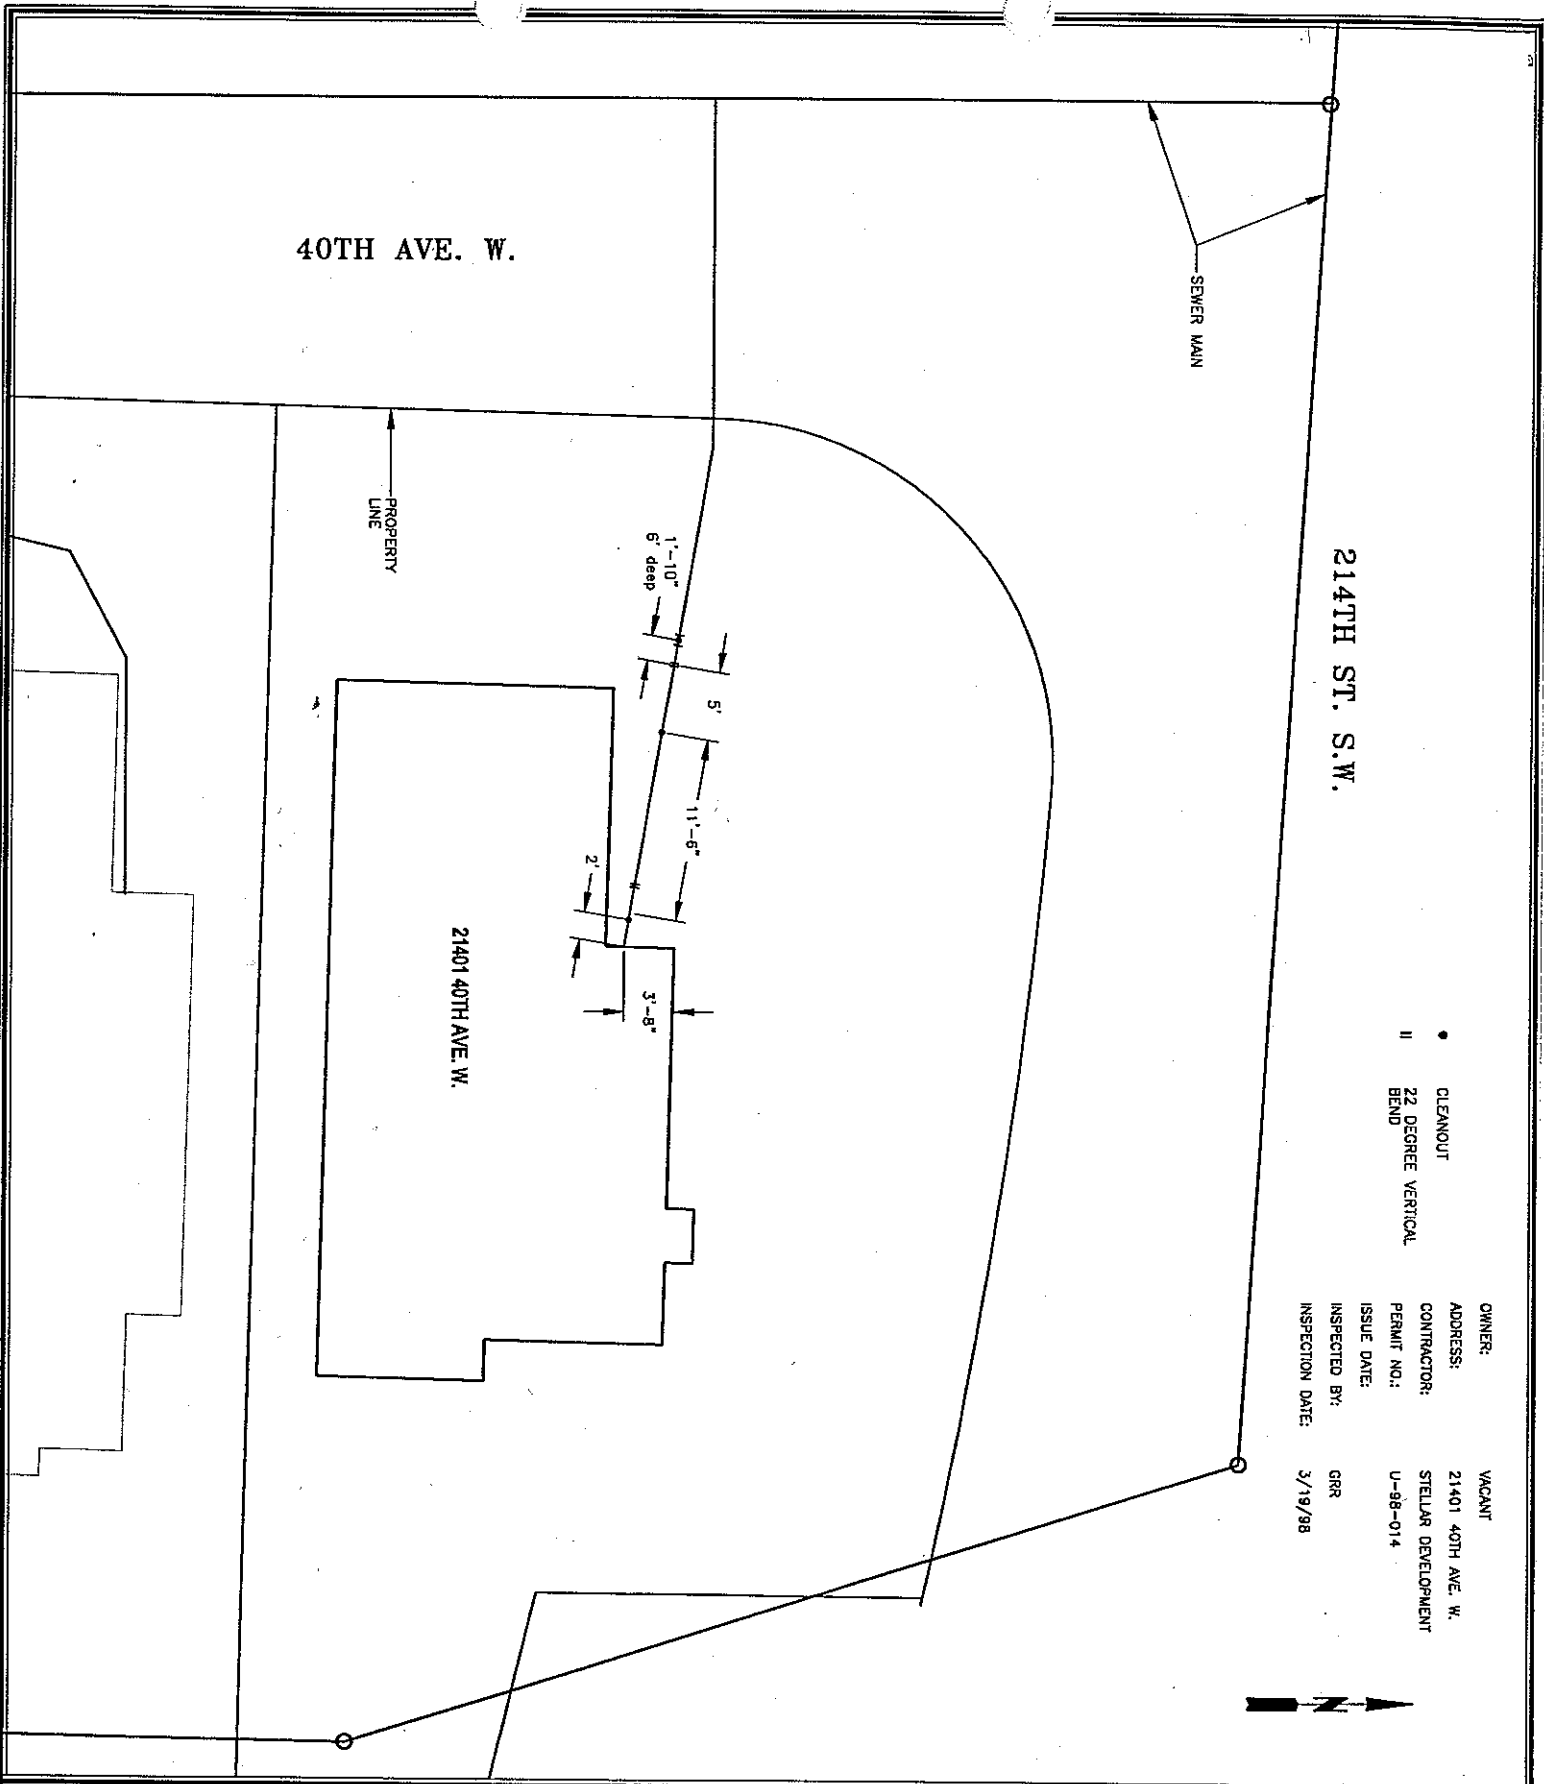 OWNER: VACANT
ADDRESS: 21401 40TH AVE. W.
CONTRACTOR: STELLAR DEVELOPMENT
PERMIT NO.: U-98-014
ISSUE DATE:
INSPECTED BY: GRR
INSPECTION DATE: 3/19/98
CLEANOUT
22 DEGREE VERTICAL
BEND
N
214TH ST. S.W.
SEWER MAIN
40TH AVE. W.
PROPERTY
LINE
1'-10"
6' deep
5'
11'-6"
2'
3'-8"
21401 40TH AVE. W.